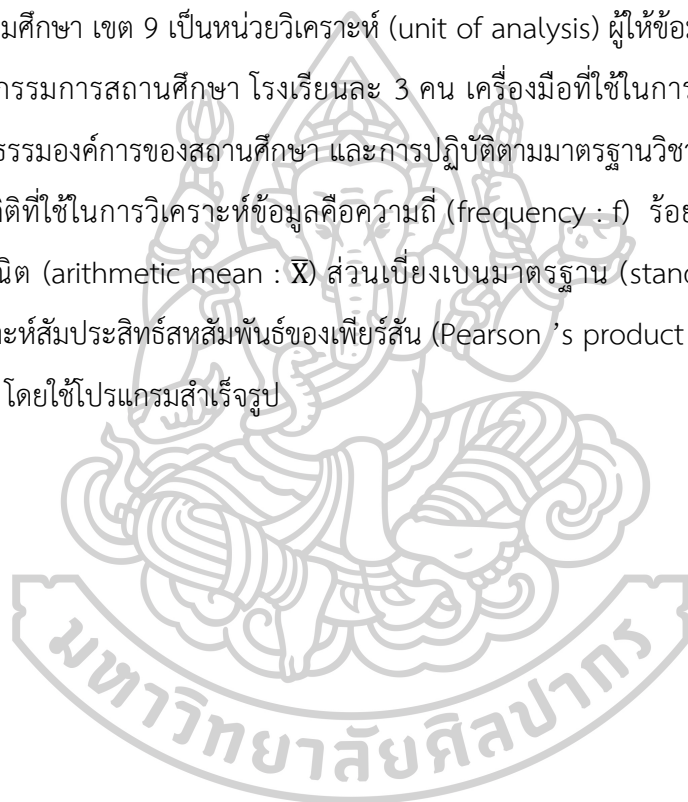 มศึกษา เขต 9 เป็นหน่วยวิเคราะห์ (unit of analysis) ผู้ให้ข้อม
กรรมการสถานศึกษา โรงเรียนละ 3 คน เครื่องมือที่ใช้ในการ
ธรรมองค์การของสถานศึกษา และการปฏิบัติตามมาตรฐานวิชา
ติที่ใช้ในการวิเคราะห์ข้อมูลคือความถี่ (frequency : f) ร้อย
นิต (arithmetic mean : X̅) ส่วนเบี่ยงเบนมาตรฐาน (stand
ะห์สัมประสิทธ์สหสัมพันธ์ของเพียร์สัน (Pearson ’s product
โดยใช้โปรแกรมสำเร็จรูป
มหาวิทยาลัยศิลปากร